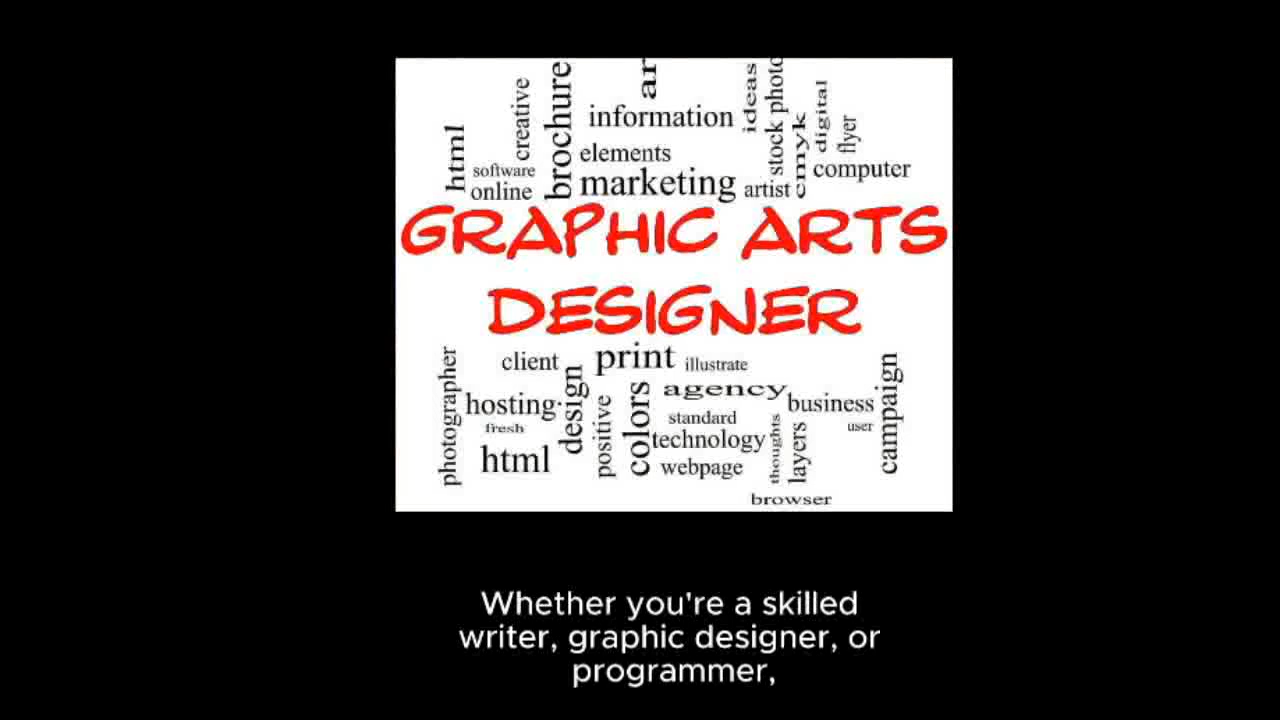 ar
ideas
stock photo
creative
brochure
information
digital
flyer
cmyk
html
elements
software
computer
online
marketing
artist
GRAPHIC ARTS
DESIGNER
client
print
illustrate
photographer
design
agency
campaign
hosting
positive
colors
business
fresh
standard
user
html
technology
thoughts
layers
webpage
browser
Whether you're a skilled
writer, graphic designer, or
programmer,